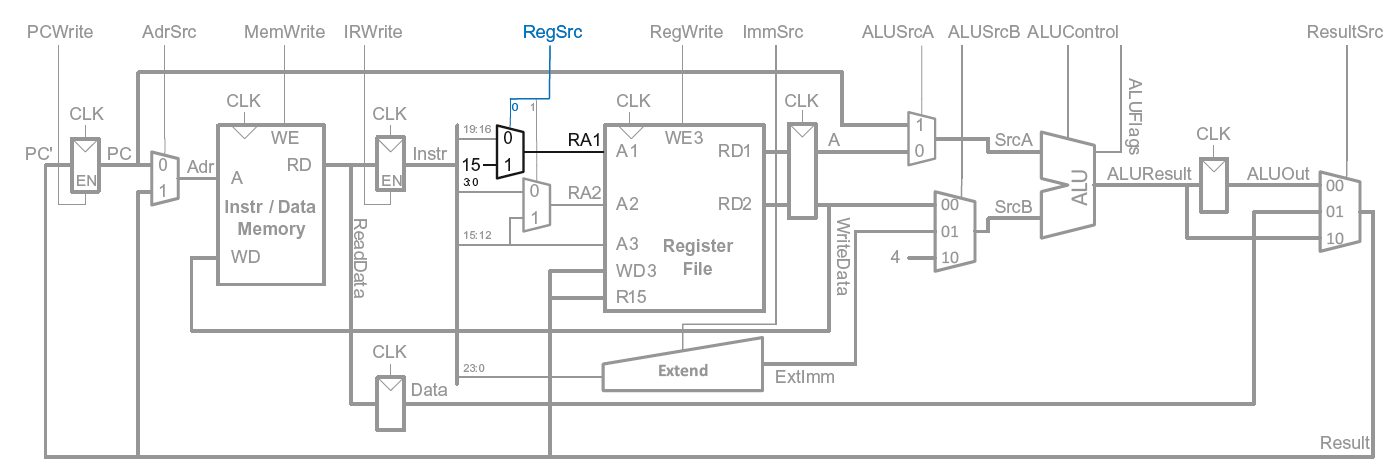 PCWrite AdrSrc MemWrite IRWrite RegSrc RegWrite ImmSrc ALUSrcA ALUSrcB ALUControl ResultSrc
CLK CLK CLK CLK CLK CLK
0 1
19:16
15
3:0
15:12
23:0
PC' PC EN
0
1
Adr
WE
A RD
Instr / Data
Memory
WD
EN
Instr
ReadData
CLK
Data
0
1
RA1
0
1
RA2
WE3
A1 RD1
A2 RD2
A3
Register
File
WD3
R15
Extend
ExtImm
A
WriteData
1
0
00
01
10
4
SrcA
SrcB
ALU
ALUFlags
ALUResult
ALUOut
00
01
10
Result